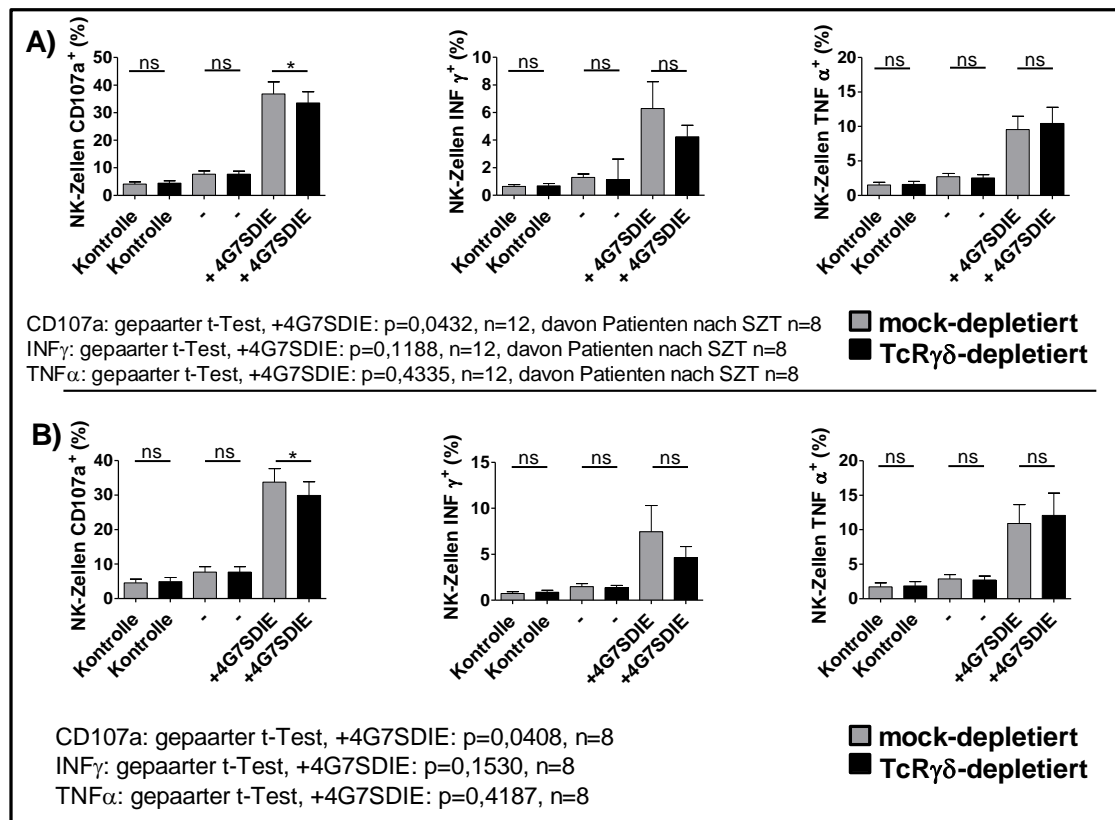 A)
NK-Zellen CD107a⁺ (%)
50
40
30
20
10
0
ns
ns
*
Kontrolle
Kontrolle
-
-
+ 4G7SDIE
+ 4G7SDIE
NK-Zellen INF γ⁺ (%)
8
6
4
2
0
ns
ns
ns
Kontrolle
Kontrolle
-
-
+ 4G7SDIE
+ 4G7SDIE
NK-Zellen TNF α⁺ (%)
20
15
10
5
0
ns
ns
ns
Kontrolle
Kontrolle
-
-
+ 4G7SDIE
+ 4G7SDIE
CD107a: gepaarter t-Test, +4G7SDIE: p=0,0432, n=12, davon Patienten nach SZT n=8
INFγ: gepaarter t-Test, +4G7SDIE: p=0,1188, n=12, davon Patienten nach SZT n=8
TNFα: gepaarter t-Test, +4G7SDIE: p=0,4335, n=12, davon Patienten nach SZT n=8
mock-depletiert
TcRγδ-depletiert
B)
NK-Zellen CD107a⁺ (%)
40
30
20
10
0
ns
ns
*
Kontrolle
Kontrolle
-
-
+4G7SDIE
+4G7SDIE
NK-Zellen INF γ⁺ (%)
15
10
5
0
ns
ns
ns
Kontrolle
Kontrolle
-
-
+4G7SDIE
+4G7SDIE
NK-Zellen TNF α⁺ (%)
20
15
10
5
0
ns
ns
ns
Kontrolle
Kontrolle
-
-
+4G7SDIE
+4G7SDIE
CD107a: gepaarter t-Test, +4G7SDIE: p=0,0408, n=8
INFγ: gepaarter t-Test, +4G7SDIE: p=0,1530, n=8
TNFα: gepaarter t-Test, +4G7SDIE: p=0,4187, n=8
mock-depletiert
TcRγδ-depletiert